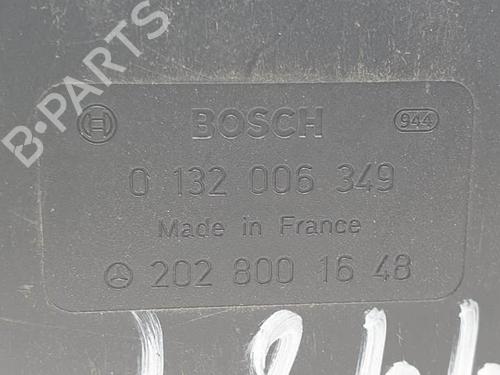 B-PARTS
BOSCH 944
0 132 006 349
Made in France
202 800 16 48